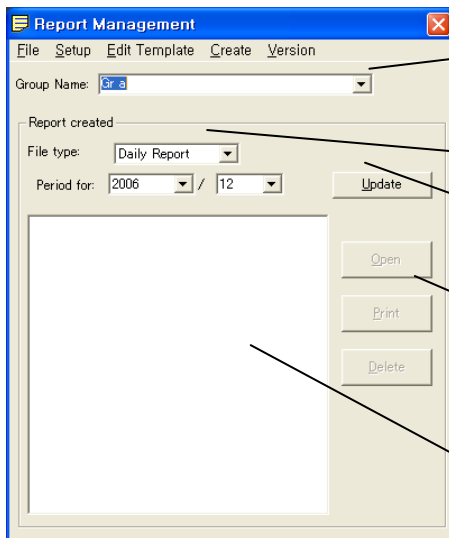 Report Management
File Setup Edit Template Create Version
Group Name: Gr a
Report created
File type: Daily Report
Period for: 2006 / 12 Update
Open
Print
Delete